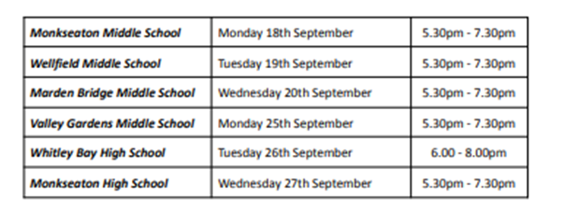 Monkseaton Middle School Monday 18th September 5.30pm - 7.30pm
Wellfield Middle School Tuesday 19th September 5.30pm - 7.30pm
Marden Bridge Middle School Wednesday 20th September 5.30pm - 7.30pm
Valley Gardens Middle School Monday 25th September 5.30pm - 7.30pm
Whitley Bay High School Tuesday 26th September 6.00 - 8.00pm
Monkseaton High School Wednesday 27th September 5.30pm - 7.30pm